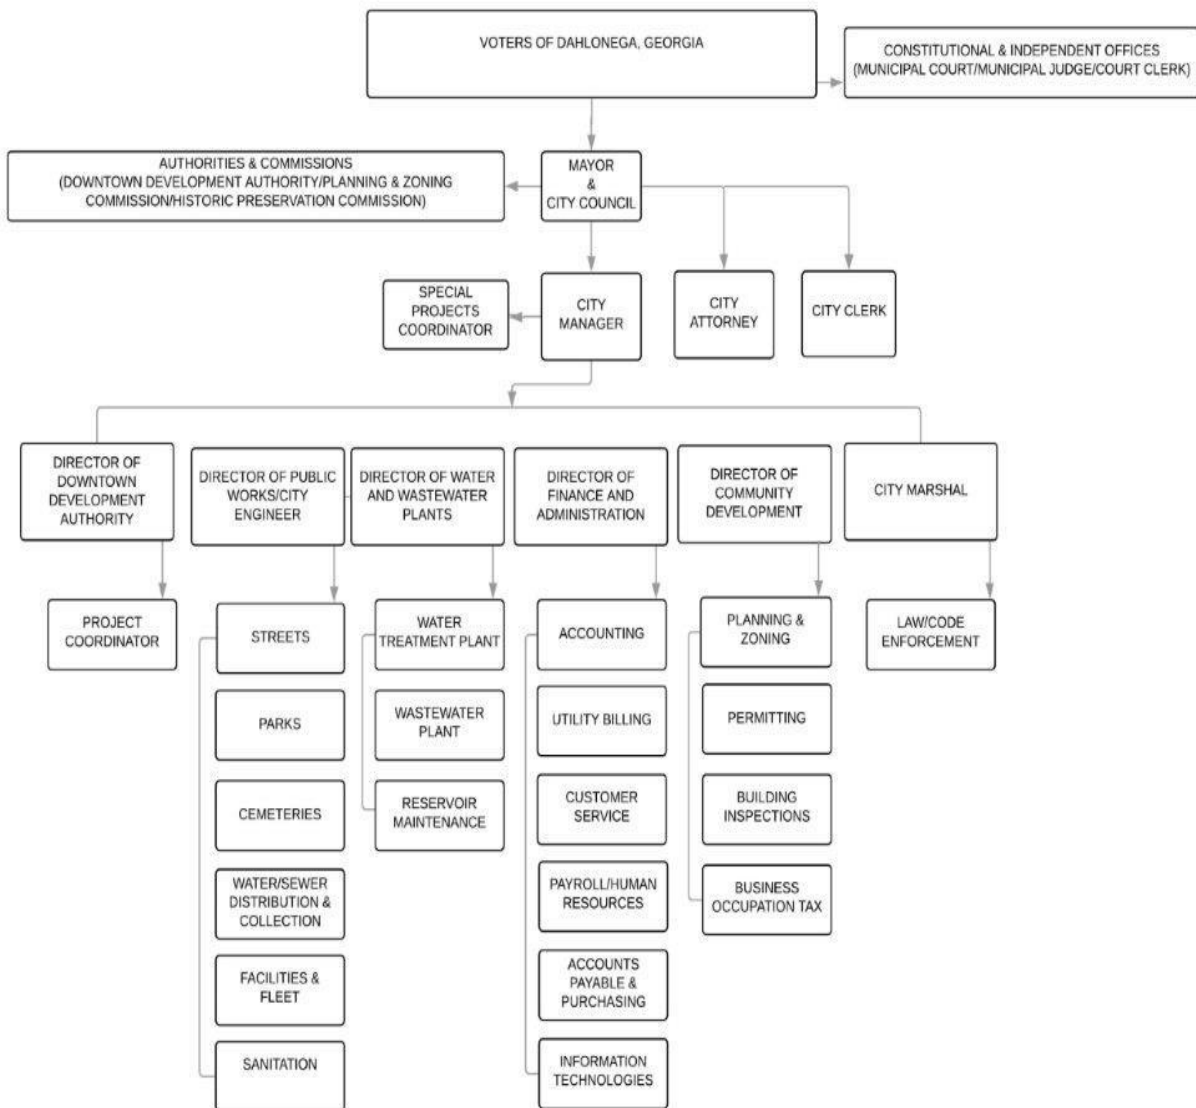 VOTERS OF DAHLONEGA, GEORGIA
CONSTITUTIONAL & INDEPENDENT OFFICES
(MUNICIPAL COURT/MUNICIPAL JUDGE/COURT CLERK)
AUTHORITIES & COMMISSIONS
(DOWNTOWN DEVELOPMENT AUTHORITY/PLANNING & ZONING
COMMISSION/HISTORIC PRESERVATION COMMISSION)
MAYOR
&
CITY COUNCIL
SPECIAL
PROJECTS
COORDINATOR
CITY
MANAGER
CITY
ATTORNEY
CITY CLERK
DIRECTOR OF
DOWNTOWN
DEVELOPMENT
AUTHORITY
DIRECTOR OF PUBLIC
WORKS/CITY
ENGINEER
DIRECTOR OF WATER
AND WASTEWATER
PLANTS
DIRECTOR OF
FINANCE AND
ADMINISTRATION
DIRECTOR OF
COMMUNITY
DEVELOPMENT
CITY MARSHAL
PROJECT
COORDINATOR
STREETS
WATER
TREATMENT PLANT
ACCOUNTING
PLANNING &
ZONING
LAW/CODE
ENFORCEMENT
PARKS
WASTEWATER
PLANT
UTILITY BILLING
PERMITTING
CEMETERIES
RESERVOIR
MAINTENANCE
CUSTOMER
SERVICE
BUILDING
INSPECTIONS
WATER/SEWER
DISTRIBUTION &
COLLECTION
PAYROLL/HUMAN
RESOURCES
BUSINESS
OCCUPATION TAX
FACILITIES &
FLEET
ACCOUNTS
PAYABLE &
PURCHASING
SANITATION
INFORMATION
TECHNOLOGIES